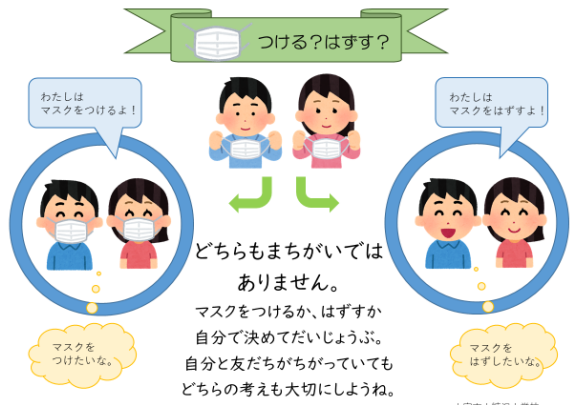 つける？はずす？
わたしは
マスクをつけるよ！
わたしは
マスクをはずすよ！
どちらもまちがいでは
ありません。
マスクをつけるか、はずすか
自分で決めてだいじょうぶ。
自分と友だちがちがっていても
どちらの考えも大切にしようね。
マスクを
つけたいな。
マスクを
はずしたいな。